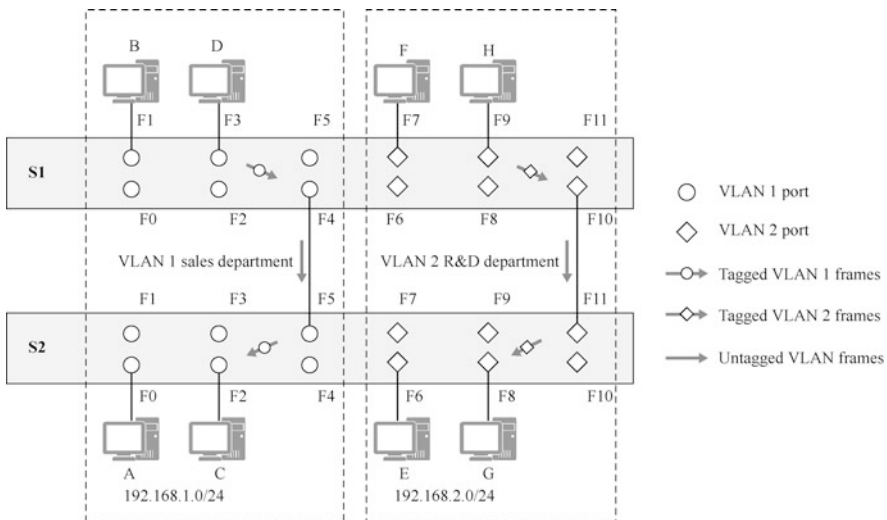 B D F H
F1 F3 F5 F7 F9 F11
S1
F0 F2 F4 F6 F8 F10
VLAN 1 sales department VLAN 2 R&D department
F1 F3 F5 F7 F9 F11
S2
F0 F2 F4 F6 F8 F10
A C E G
192.168.1.0/24 192.168.2.0/24
VLAN 1 port
VLAN 2 port
Tagged VLAN 1 frames
Tagged VLAN 2 frames
Untagged VLAN frames